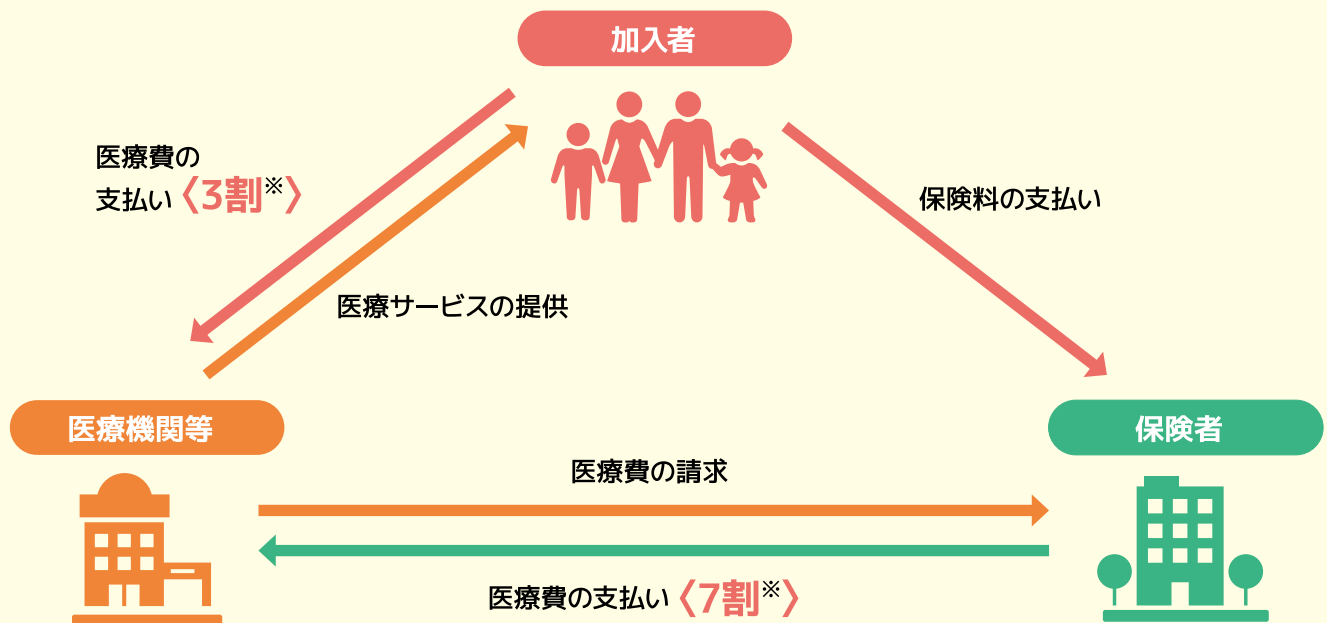 加入者
医療費の
支払い〈3割※〉
保険料の支払い
医療サービスの提供
医療機関等
保険者
医療費の請求
医療費の支払い〈7割※〉